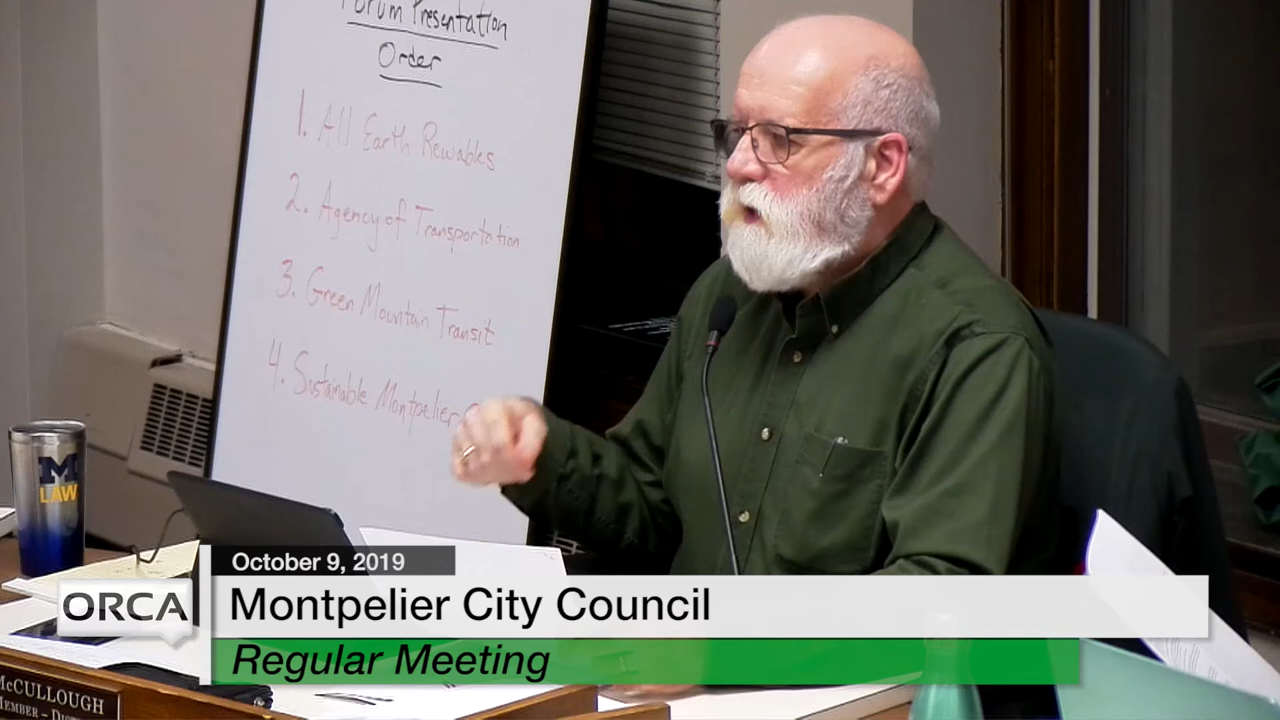 Forum Presentation
Order
1. All Earth Rewables
2. Agency of Transportation
3. Green Mountain Transit
4. Sustainable Montpelier
M
LAW
October 9, 2019
ORCA
Montpelier City Council
Regular Meeting
McCULLOUGH
MEMBER –